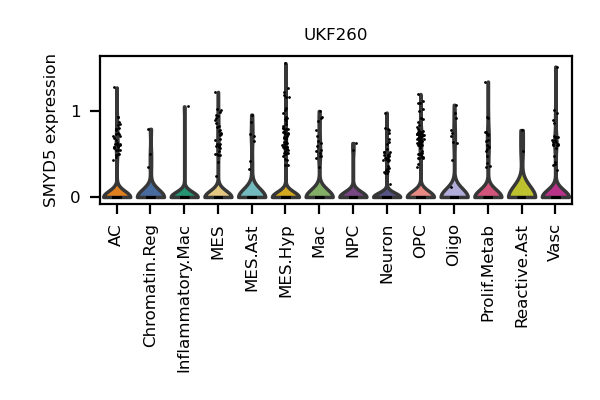 UKF260
SMYD5 expression
1
0
AC
Chromatin.Reg
Inflammatory.Mac
MES
MES.Ast
MES.Hyp
Mac
NPC
Neuron
OPC
Oligo
Prolif.Metab
Reactive.Ast
Vasc